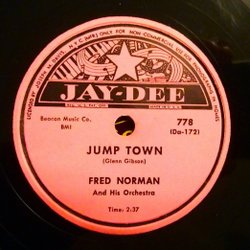 JAY-DEE
Beacon Music Co.
BMI
778
(Da-172)
JUMP TOWN
(Glenn Gibson)
FRED NORMAN
And His Orchestra
Time: 2:37